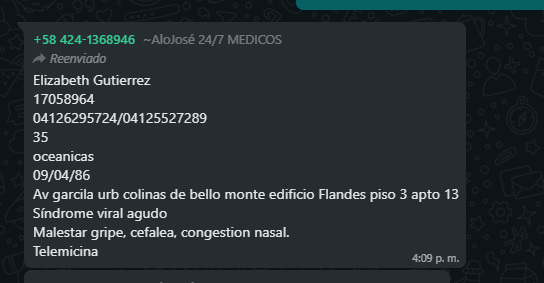 +58 424-1368946 ~AloJosé 24/7 MEDICOS
Reenviado
Elizabeth Gutierrez
17058964
04126295724/04125527289
35
oceanicas
09/04/86
Av garcila urb colinas de bello monte edificio Flandes piso 3 apto 13
Síndrome viral agudo
Malestar gripe, cefalea, congestion nasal.
Telemicina
4:09 p. m.